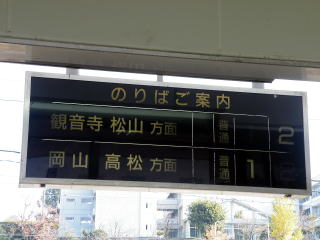 のりばご案内
観音寺 松山 方面 普通 2
岡山 高松 方面 普通 1 2